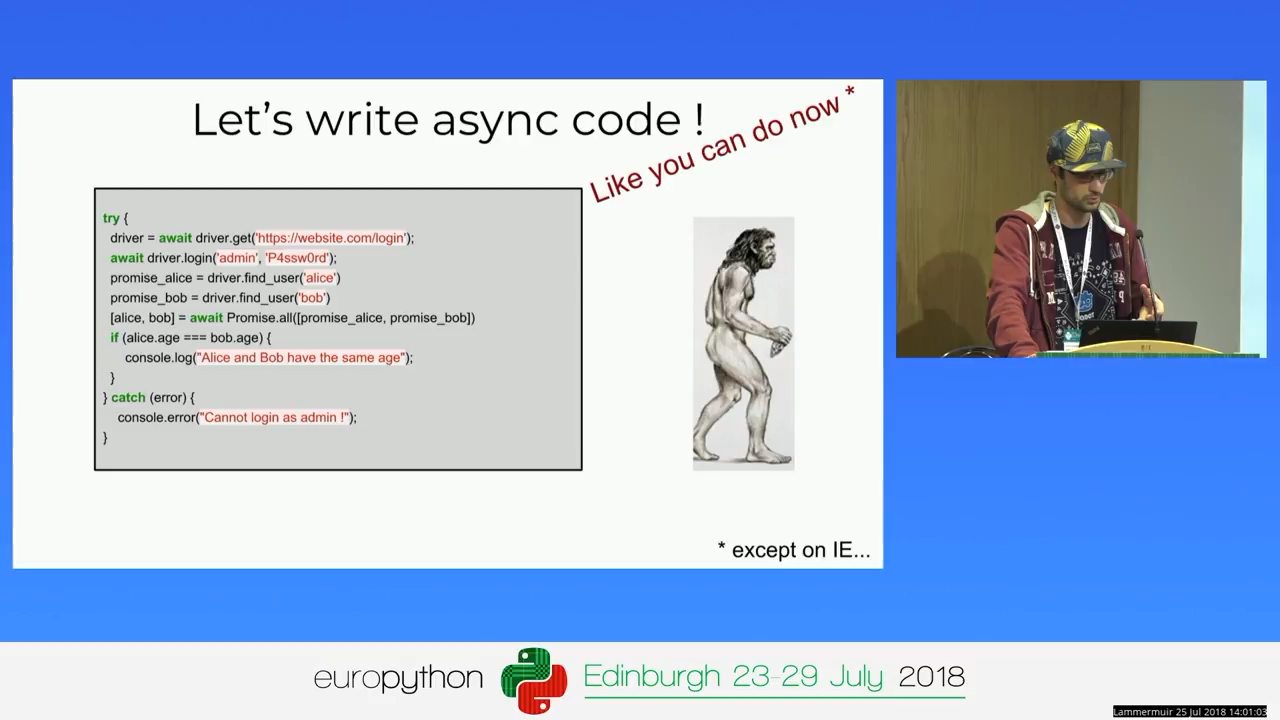 Let's write async code !
Like you can do now *
try {
driver = await driver.get('https://website.com/login');
await driver.login('admin', 'P4ssw0rd');
promise_alice = driver.find_user('alice')
promise_bob = driver.find_user('bob')
[alice, bob] = await Promise.all([promise_alice, promise_bob])
if (alice.age === bob.age) {
console.log("Alice and Bob have the same age");
}
} catch (error) {
console.error("Cannot login as admin !");
}
* except on IE...
europython Edinburgh 23-29 July 2018
Lammermuir 25 Jul 2018 14:01:03